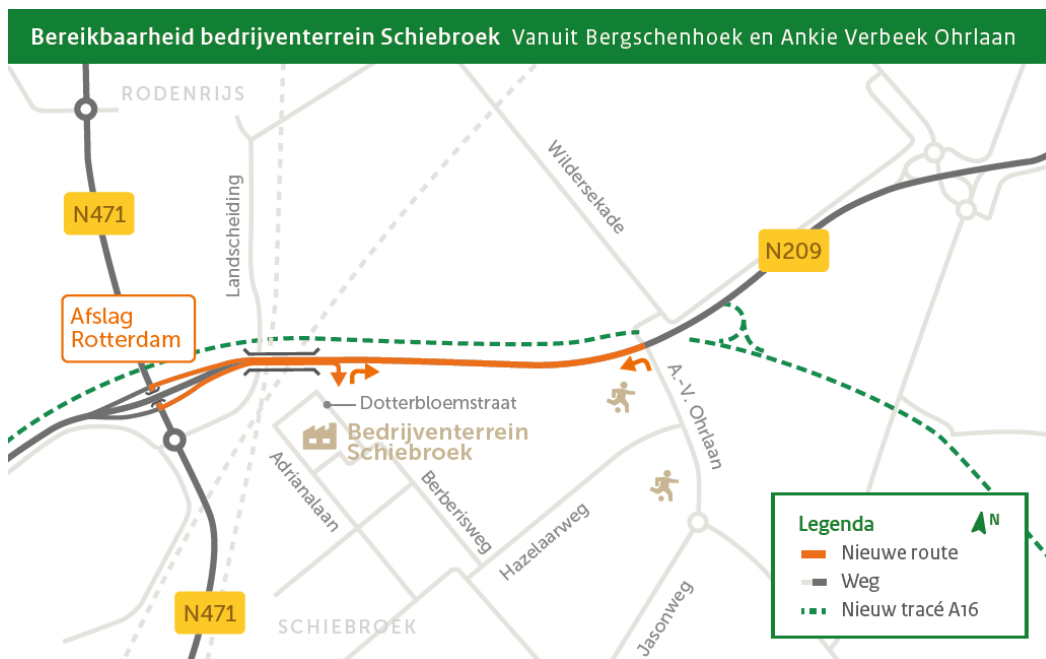 Bereikbaarheid bedrijventerrein Schiebroek Vanuit Bergschenhoek en Ankie Verbeek Ohrlaan
RODENRIJS
N471
Landscheiding
Wildersekade
N209
Afslag
Rotterdam
Dotterbloemstraat
Bedrijventerrein
Schiebroek
A.-V. Ohrlaan
Adrianalaan
Berberisweg
Hazelaarweg
Jasonweg
N471
SCHIEBROEK
Legenda
N
Nieuwe route
Weg
Nieuw tracé A16